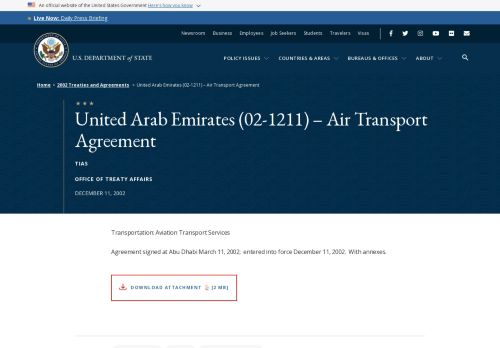 An official website of the United States Government Here's how you know
Live Now: Daily Press Briefing
Newsroom Business Employees Job Seekers Students Travelers Visas
U.S. DEPARTMENT of STATE
POLICY ISSUES COUNTRIES & AREAS BUREAUS & OFFICES ABOUT
Home > 2002 Treaties and Agreements > United Arab Emirates (02-1211) – Air Transport Agreement
United Arab Emirates (02-1211) – Air Transport
Agreement
TIAS
OFFICE OF TREATY AFFAIRS
DECEMBER 11, 2002
Transportation: Aviation Transport Services
Agreement signed at Abu Dhabi March 11, 2002; entered into force December 11, 2002. With annexes.
DOWNLOAD ATTACHMENT [2 MB]